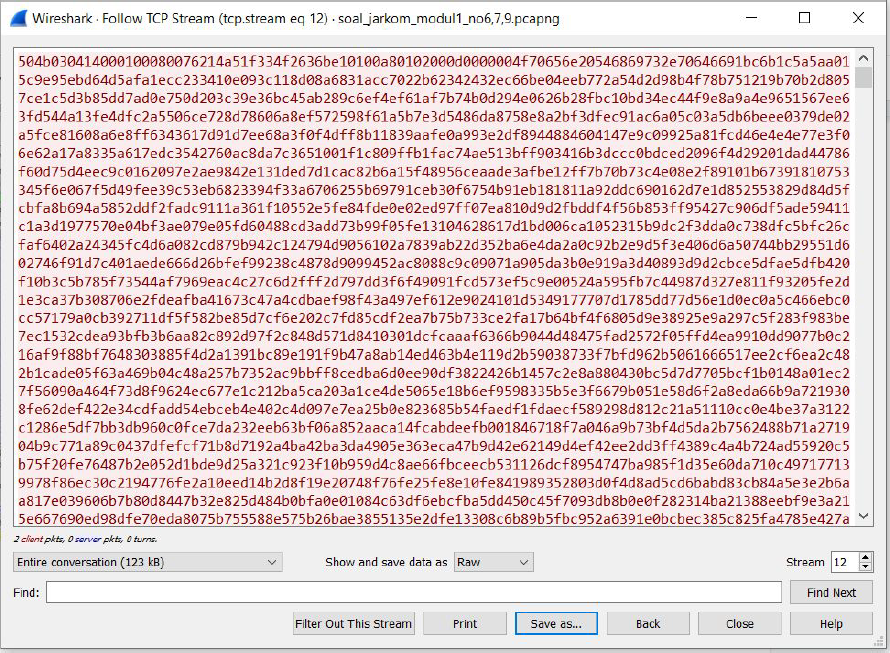 Wireshark · Follow TCP Stream (tcp.stream eq 12) · soal_jarkom_modul1_no6,7,9.pcapng
504b030414000100080076214a51f334f2636be10100a80102000d0000004f70656e20546869732e70646691bc6b1c5a5aa01
5c9e95ebd64d5afa1ecc233410e093c118d08a6831acc7022b62342432ec66be04eeb772a54d2d98b4f78b751219b70b2d805
7ce1c5d3b85dd7ad0e750d203c39e36bc45ab289c6ef4ef61af7b74b0d294e0626b28fbc10bd34ec44f9e8a9a4e9651567ee6
3fd544a13fe4dfc2a5506ce728d78606a8ef572598f61a5b7e3d5486da8758e8a2bf3dfec91ac6a05c03a5db6beee0379de02
a5fce81608a6e8ff6343617d91d7ee68a3f0f4dff8b11839aafe0a993e2df8944884604147e9c09925a81fcd46e4e4e77e3f0
6e62a17a8335a617edc3542760ac8da7c3651001f1c809ffb1fac74ae513bff903416b3dccc0bdced2096f4d29201dad44786
f60d75d4eec9c0162097e2ae9842e131ded7d1cac82b6a15f48956ceaade3afbe12ff7b70b73c4e08e2f89101b67391810753
345f6e067f5d49fee39c53eb6823394f33a6706255b69791ceb30f6754b91eb181811a92ddc690162d7e1d852553829d84d5f
cbfa8b694a5852ddf2fadc9111a361f10552e5fe84fde0e02ed97ff07ea810d9d2fbddf4f56b853ff95427c906df5ade59411
c1a3d1977570e04bf3ae079e05fd60488cd3add73b99f05fe13104628617d1bd006ca1052315b9dc2f3dda0c738dfc5bfc26c
faf6402a24345fc4d6a082cd879b942c124794d9056102a7839ab22d352ba6e4da2a0c92b2e9d5f3e406d6a50744bb29551d6
02746f91d7c401aede666d26bfef99238c4878d9099452ac8088c9c09071a905da3b0e919a3d40893d9d2cbce5dfae5dfb420
f10b3c5b785f73544af7969eac4c27c6d2fff2d797dd3f6f49091fcd573ef5c9e00524a595fb7c44987d327e811f93205fe2d
1e3ca37b308706e2fdeafba41673c47a4cdbaef98f43a497ef612e9024101d5349177707d1785dd77d56e1d0ec0a5c466ebc0
cc57179a0cb392711df5f582be85d7cf6e202c7fd85cdf2ea7b75b733ce2fa17b64bf4f6805d9e38925e9a297c5f283f983be
7ec1532cdea93bfb3b6aa82c892d97f2c848d571d8410301dcfcaaaf6366b9044d48475fad2572f05ffd4ea9910dd9077b0c2
16af9f88bf7648303885f4d2a1391bc89e191f9b47a8ab14ed463b4e119d2b59038733f7bfd962b5061666517ee2cf6ea2c48
2b1cade05f63a469b04c48a257b7352ac9bbff8cedba6d0ee90df3822426b1457c2e8a880430bc5d7d7705bcf1b0148a01ec2
7f56090a464f73d8f9624ec677e1c212ba5ca203a1ce4de5065e18b6ef9598335b5e3f6679b051e58d6f2a8eda66b9a721930
8fe62def422e34cdfadd54ebceb4e402c4d097e7ea25b0e823685b54faedf1fdaecf589298d812c21a51110cc0e4be37a3122
c1286e5df7bb3db960c0fce7da232eeb63bf06a852aaca14fcabdeefb001846718f7a046a9b73bf4d5da2b7562488b71a2719
04b9c771a89c0437dfefcf71b8d7192a4ba42ba3da4905e363eca47b9d42e62149d4ef42ee2dd3ff4389c4a4b724ad55920c5
b75f20fe76487b2e052d1bde9d25a321c923f10b959d4c8ae66fbceecb531126dcf8954747ba985f1d35e60da710c49717713
9978f86ec30c2194776fe2a10eed14b2d8f19e20748f76fe25fe8e10fe841989352803d0f4d8ad5cd6babd83cb84a5e3e2b6a
a817e039606b7b80d8447b32e825d484b0bfa0e01084c63df6ebcfba5dd450c45f7093db8b0e0f282314ba21388eebf9e3a21
5e667690ed98dfe70eda8075b755588e575b26bae3855135e2dfe13308c6b89b5fbc952a6391e0bcbec385c825fa4785e427a
2 client pkts, 0 server pkts, 0 turns.
Entire conversation (123 kB) Show and save data as Raw Stream 12
Find: Find Next
Filter Out This Stream Print Save as... Back Close Help